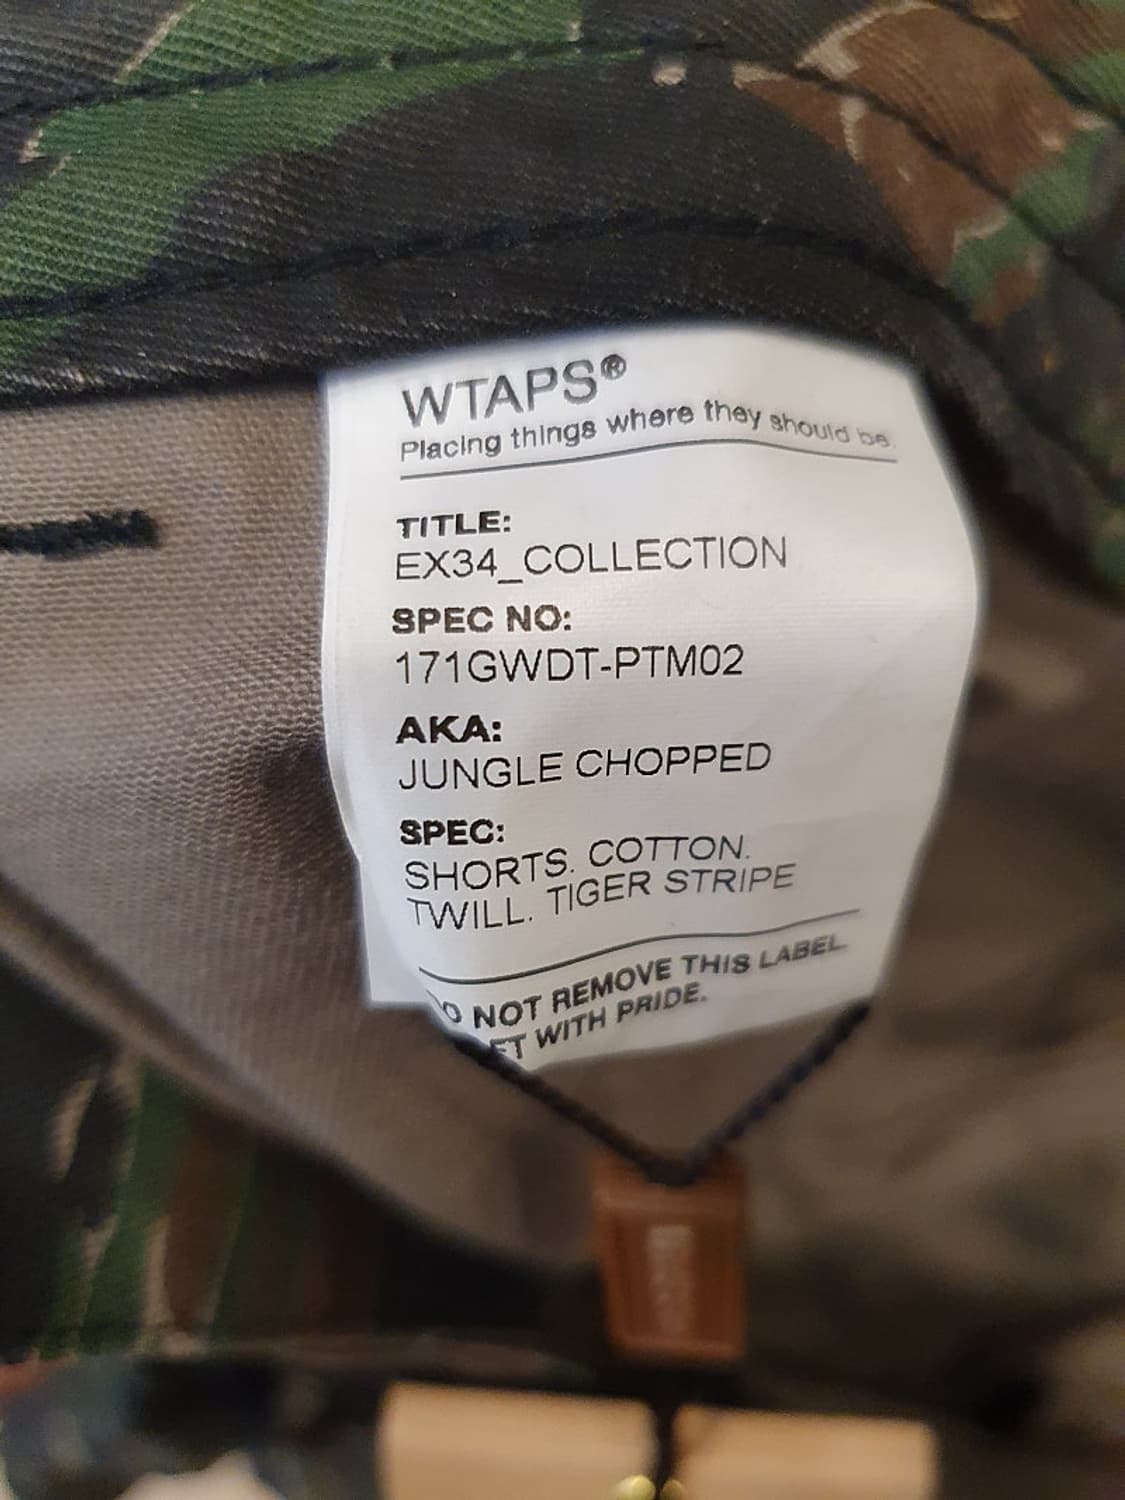 WTAPS®
Placing things where they should be
TITLE:
EX34_COLLECTION
SPEC NO:
171GWDT-PTM02
AKA:
JUNGLE CHOPPED
SPEC:
SHORTS. COTTON.
TWILL. TIGER STRIPE
DO NOT REMOVE THIS LABEL
WITH PRIDE.